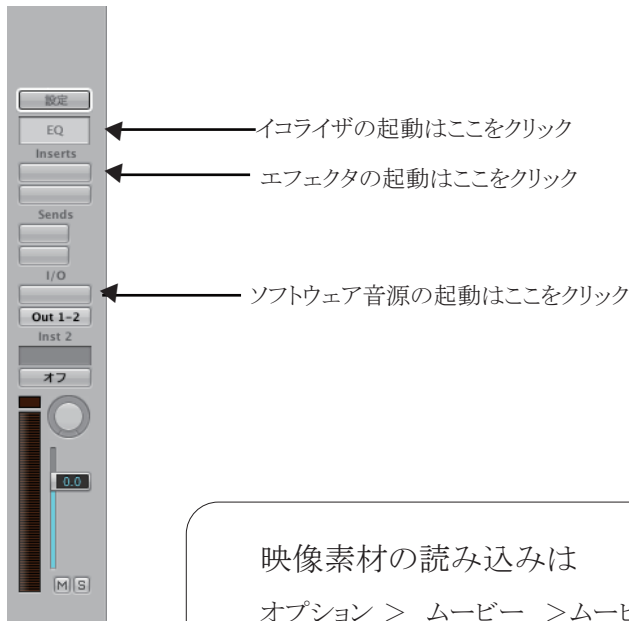 設定
EQ
イコライザの起動はここをクリック
Inserts
エフェクタの起動はここをクリック
Sends
I/O
ソフトウェア音源の起動はここをクリック
Out 1-2
Inst 2
オフ
0.0
M S
映像素材の読み込みは
オプション > ムービー >ムービ